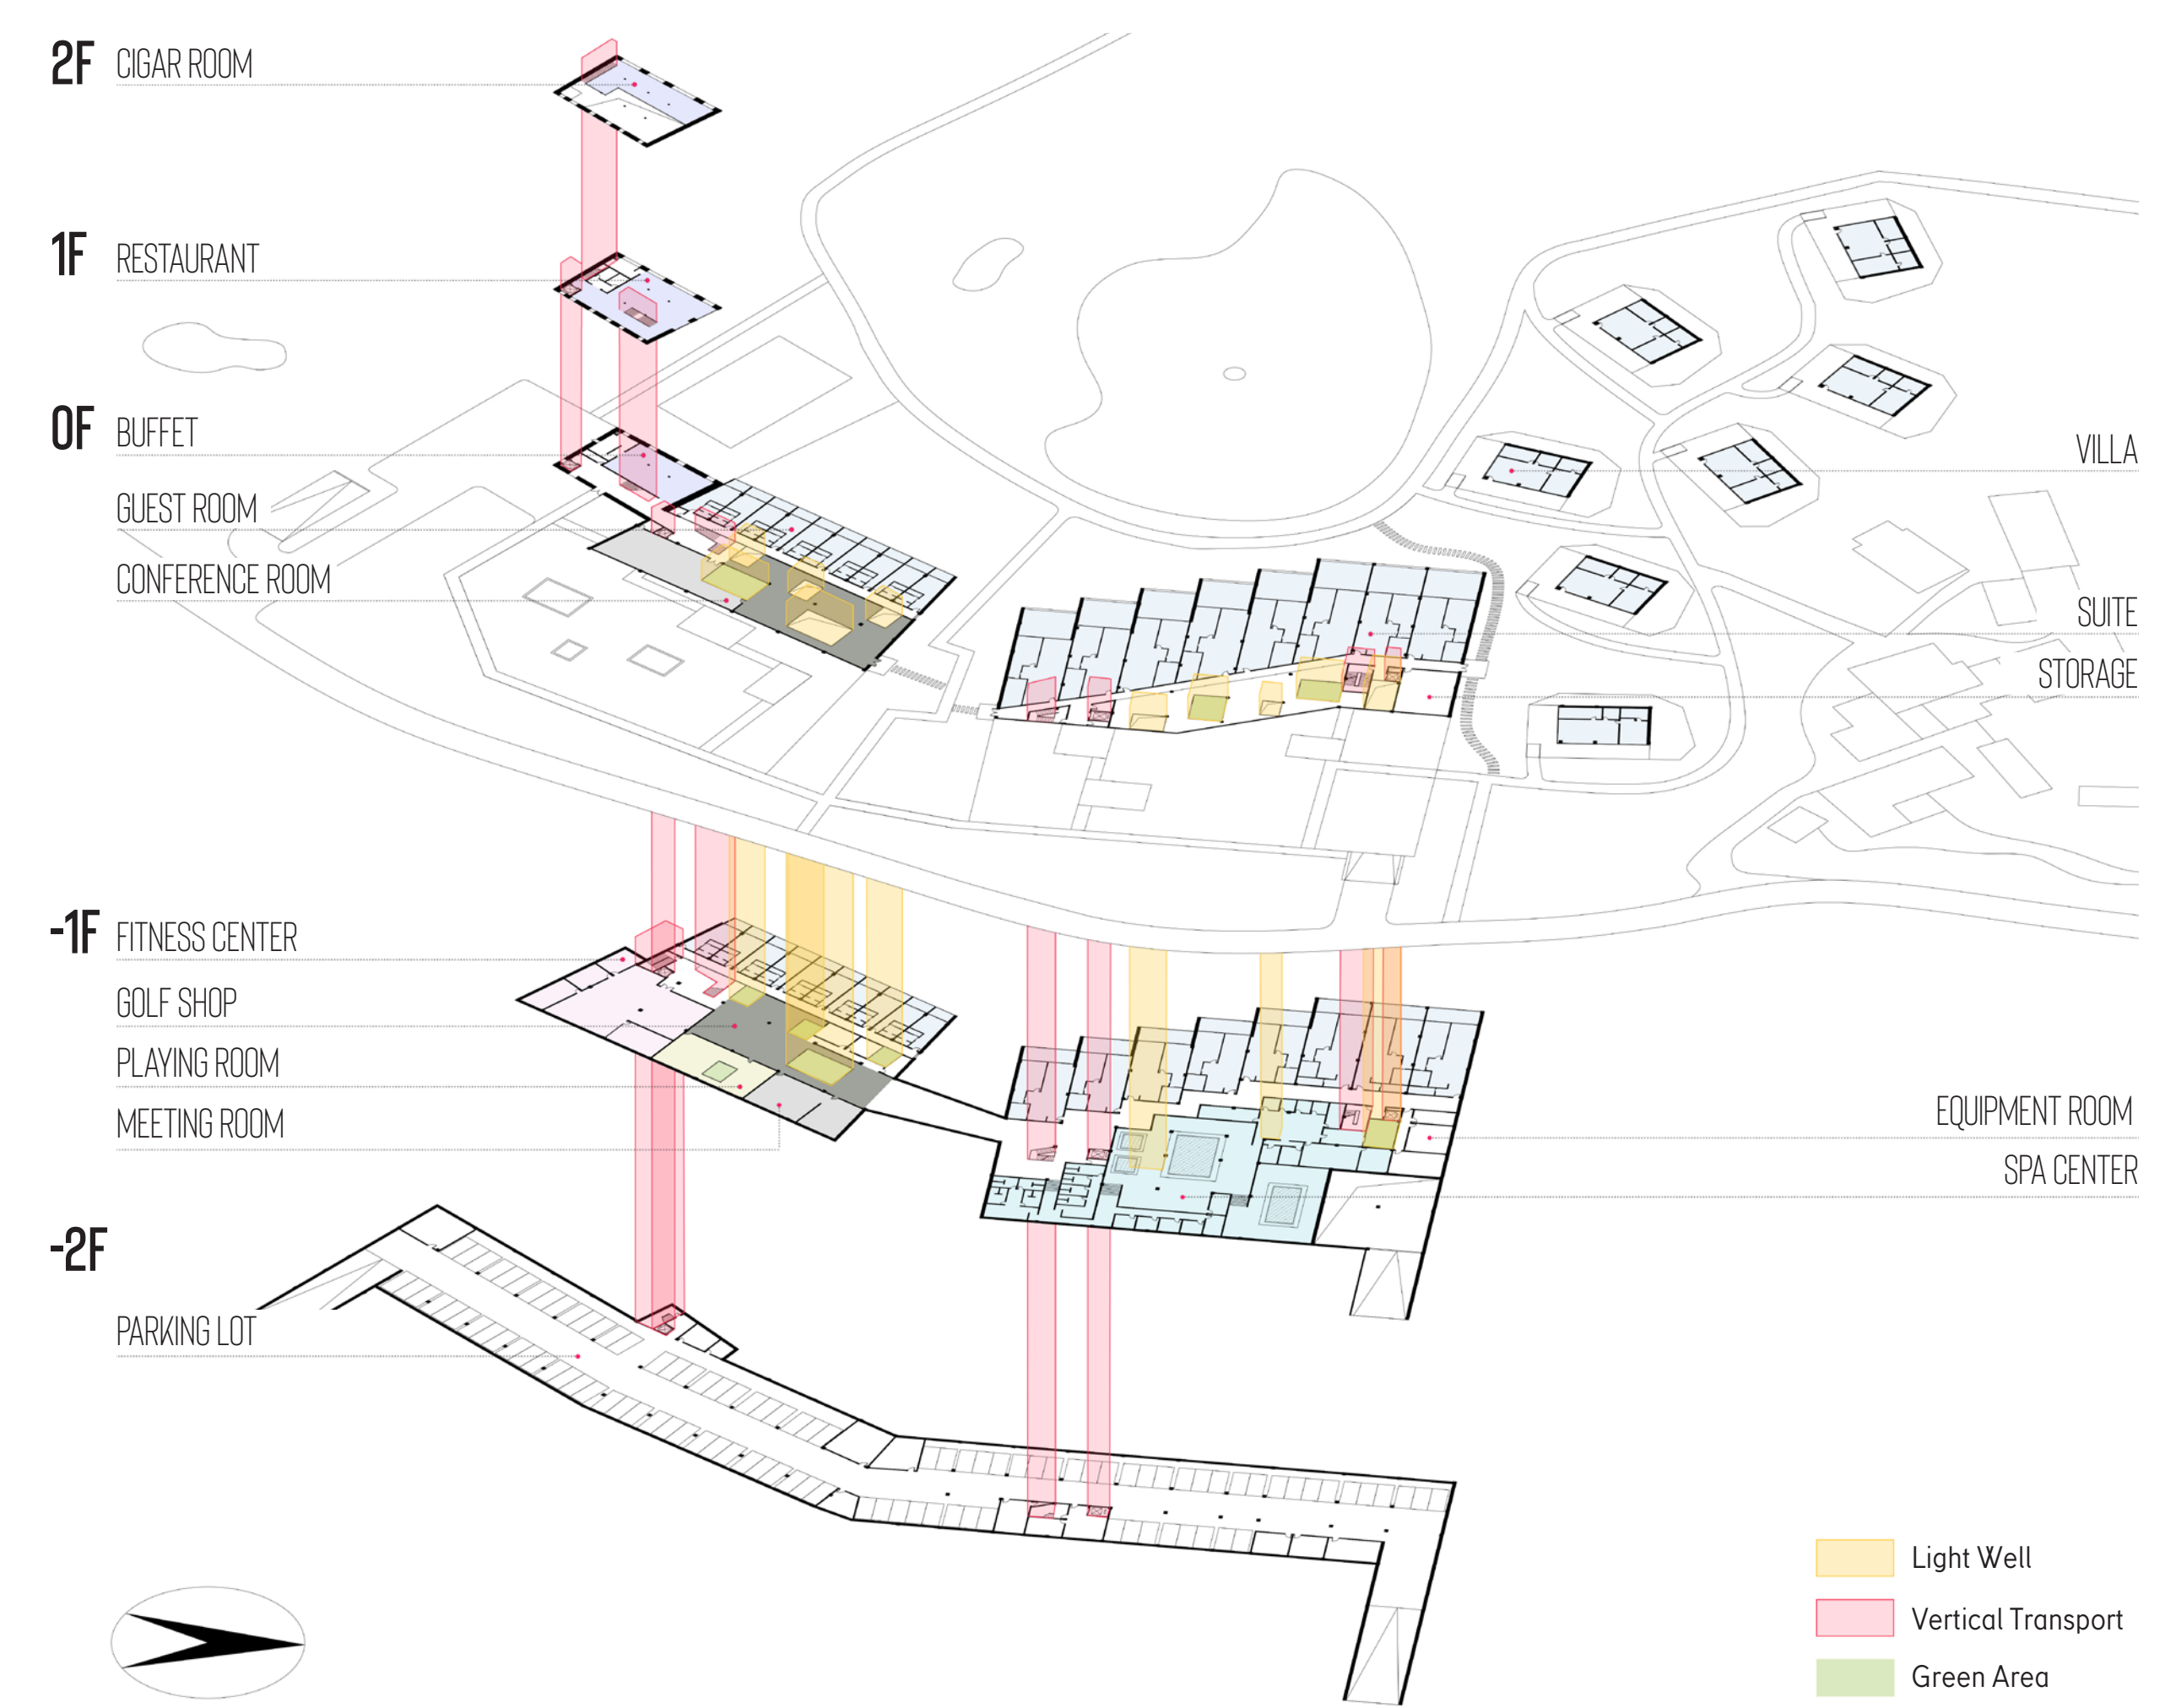 2F CIGAR ROOM
1F RESTAURANT
0F BUFFET
GUEST ROOM
CONFERENCE ROOM
VILLA
SUITE
STORAGE
-1F FITNESS CENTER
GOLF SHOP
PLAYING ROOM
MEETING ROOM
EQUIPMENT ROOM
SPA CENTER
-2F
PARKING LOT
Light Well
Vertical Transport
Green Area